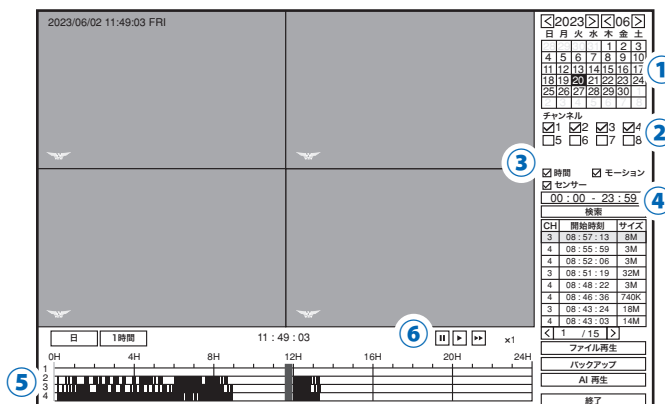 2023/06/02 11:49:03 FRI
2023 06
日 月 火 水 木 金 土
1 2 3
4 5 6 7 8 9 10
11 12 13 14 15 16 17
18 19 20 21 22 23 24
25 26 27 28 29 30 1
2 3 4 5 6 7 8
①
チャンネル
1 2 3 4
5 6 7 8
②
③
時間 モーション
センサー
00:00 - 23:59
④
検索
CH 開始時刻 サイズ
3 08:57:13 8M
4 08:55:59 3M
4 08:52:06 3M
3 08:51:19 32M
4 08:48:22 3M
4 08:46:36 740K
3 08:43:24 18M
4 08:43:03 14M
< 1 / 15 >
ファイル再生
バックアップ
AI 再生
終了
日 1時間 11:49:03 ⑥ ×1
0H 4H 8H 12H 16H 20H 24H
⑤
1
2
3
4